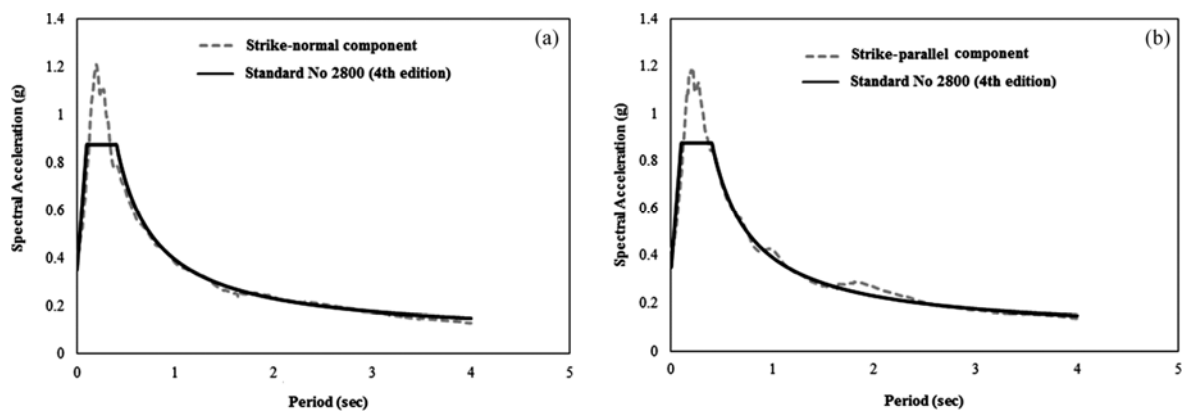 1.4
1.2
1
0.8
0.6
0.4
0.2
0
0
1
2
3
4
5
Spectral Acceleration (g)
Period (sec)
Strike-normal component
Standard No 2800 (4th edition)
(a)
1.4
1.2
1
0.8
0.6
0.4
0.2
0
0
1
2
3
4
5
Spectral Acceleration (g)
Period (sec)
Strike-parallel component
Standard No 2800 (4th edition)
(b)